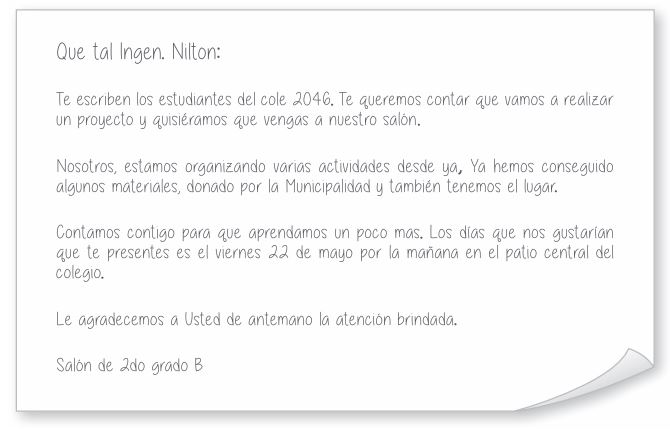 Que tal Ingen. Nilton:
Te escriben los estudiantes del cole 2046. Te queremos contar que vamos a realizar
un proyecto y quisiéramos que vengas a nuestro salón.
Nosotros, estamos organizando varias actividades desde ya, Ya hemos conseguido
algunos materiales, donado por la Municipalidad y también tenemos el lugar.
Contamos contigo para que aprendamos un poco mas. Los días que nos gustarían
que te presentes es el viernes 22 de mayo por la mañana en el patio central del
colegio.
Le agradecemos a Usted de antemano la atención brindada.
Salón de 2do grado B